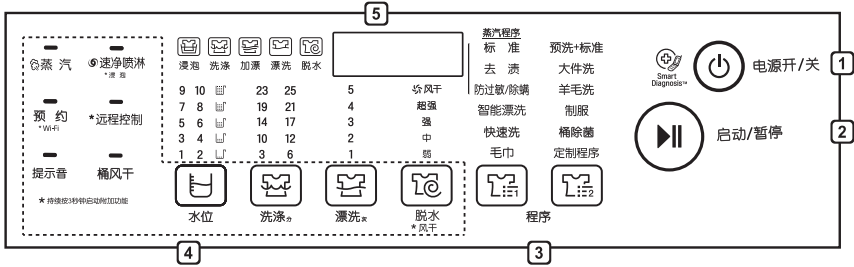 5
蒸汽
速净喷淋
*浸泡
预约
*Wi-Fi
*远程控制
提示音
桶风干
*持续按3秒钟启动附加功能
浸泡 洗涤 加漂 漂洗 脱水
9 10 23 25 5 风干
7 8 19 21 4 超强
5 6 14 17 3 强
3 4 10 12 2 中
1 2 3 6 1 弱
水位
洗涤分
漂洗次
脱水
*风干
蒸汽程序
标准 预洗+标准
去渍 大件洗
防过敏/除螨 羊毛洗
智能漂洗 制服
快速洗 桶除菌
毛巾 定制程序
1 2
程序
Smart
Diagnosis™
电源开/关
启动/暂停
1
2
4
3